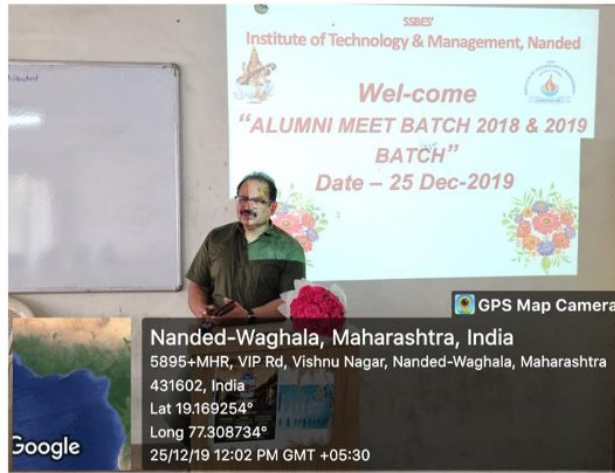 Nanded
SSBES'
Institute of Technology & Management, Nanded
Wel-come
“ALUMNI MEET BATCH 2018 & 2019
BATCH”
Date – 25 Dec-2019
GPS Map Camera
Nanded-Waghala, Maharashtra, India
5895+MHR, VIP Rd, Vishnu Nagar, Nanded-Waghala, Maharashtra
431602, India
Lat 19.169254°
Long 77.308734°
25/12/19 12:02 PM GMT +05:30
Google